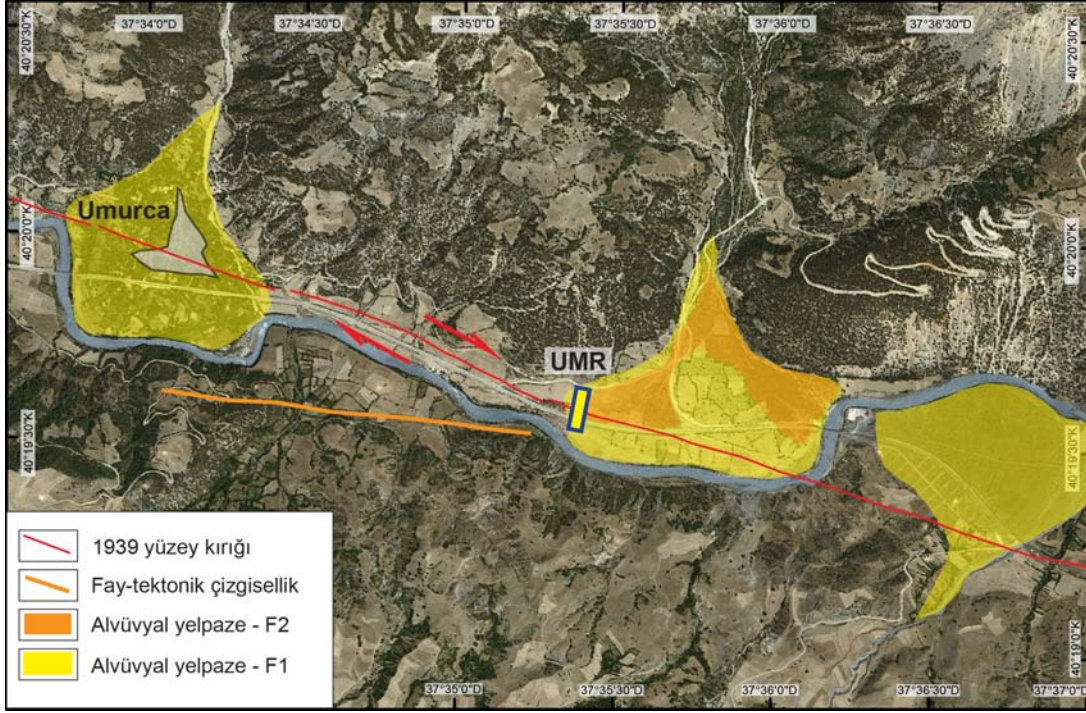 37°34'0"D
37°34'30"D
37°35'0"D
37°35'30"D
37°36'0"D
37°36'30"D
40°20'30"K
40°20'30"K
Umurca
40°20'0"K
40°20'0"K
UMR
40°19'30"K
40°19'30"K
1939 yüzey kırığı
Fay-tektonik çizgisellik
Alvüvyal yelpaze - F2
Alvüvyal yelpaze - F1
40°19'0"K
37°35'0"D
37°35'30"D
37°36'0"D
37°36'30"D
37°37'0"D